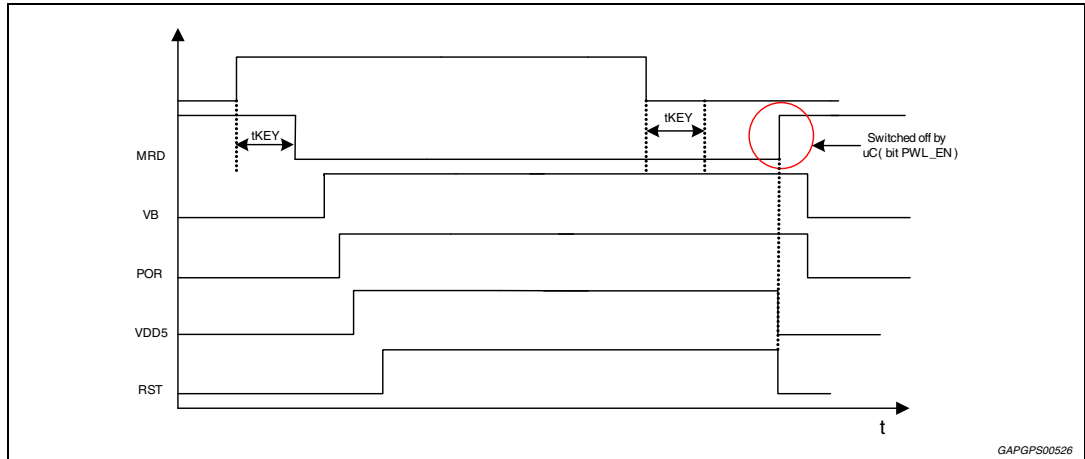 tKEY
tKEY
MRD
Switched off by
uC( bit PWL_EN)
VB
POR
VDD5
RST
t
GAPGPS00526